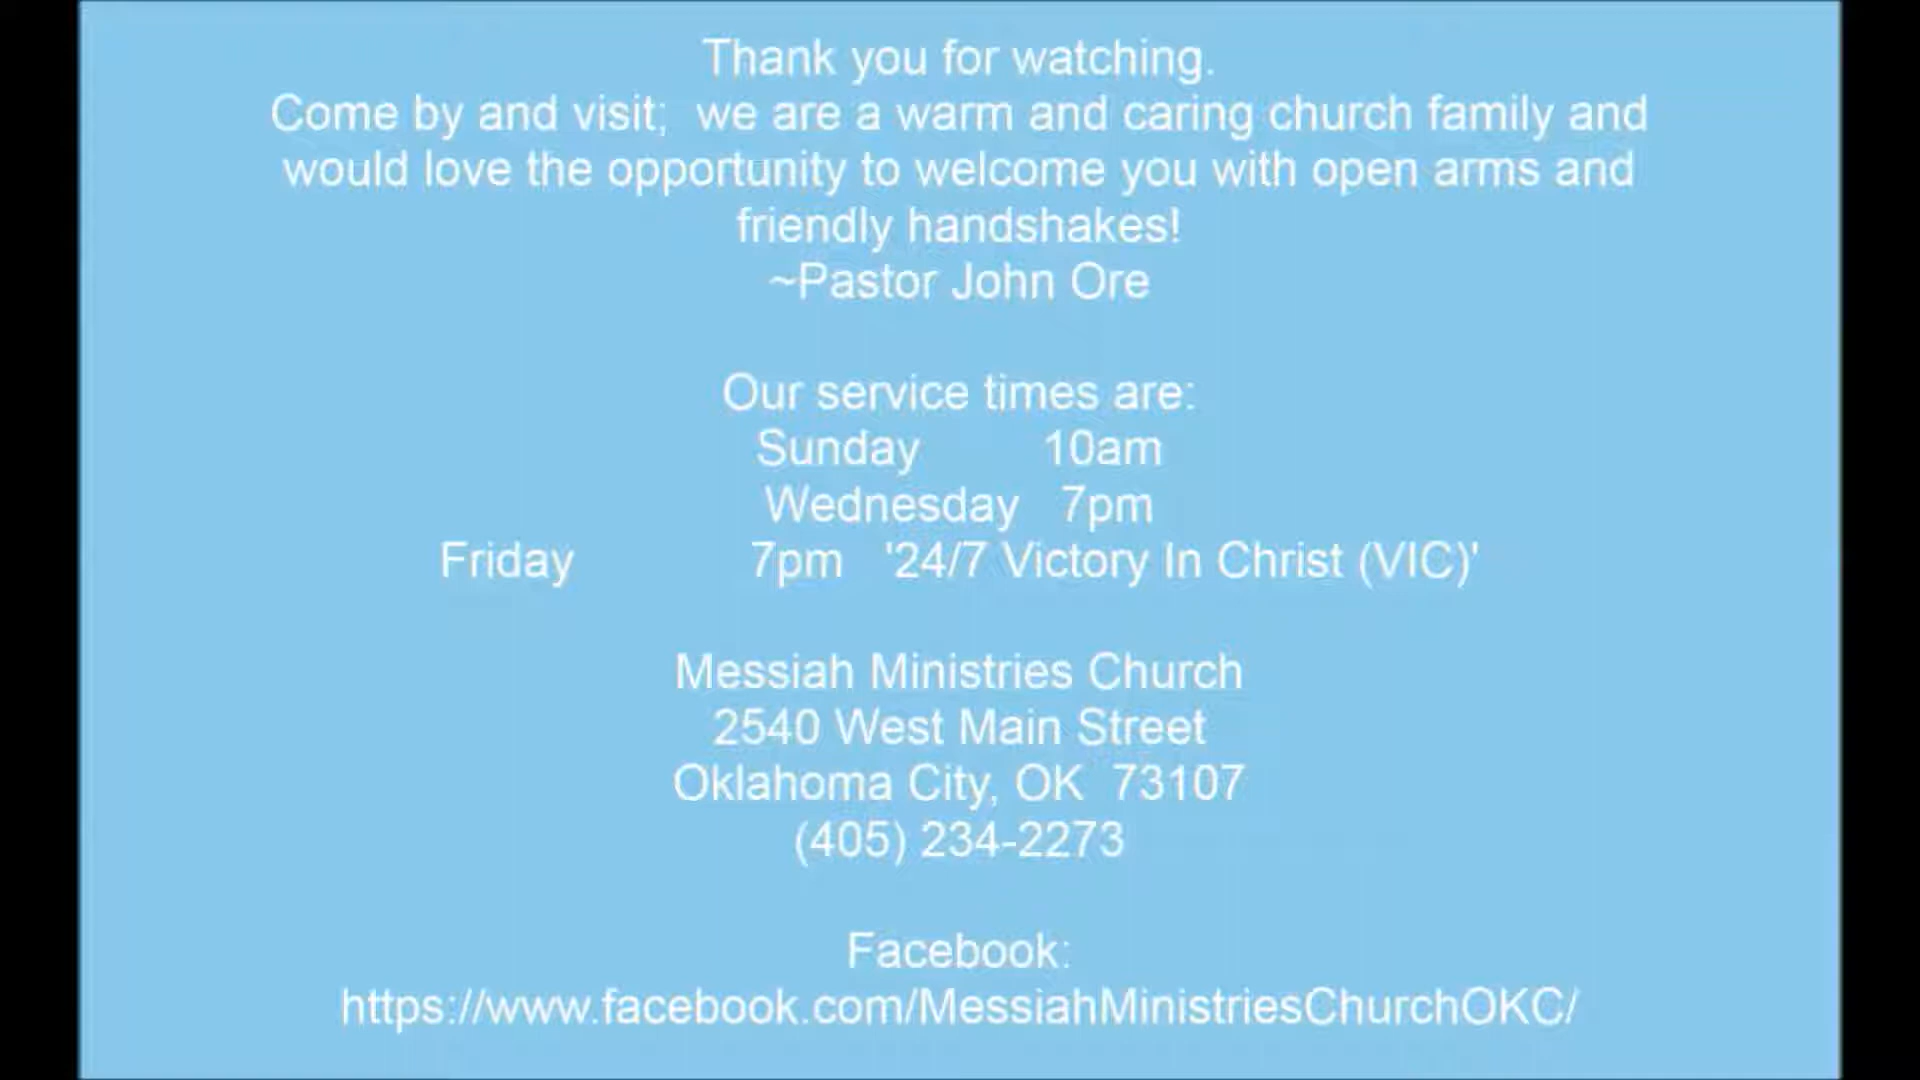 Thank you for watching.
Come by and visit;  we are a warm and caring church family and
would love the opportunity to welcome you with open arms and
friendly handshakes!
~Pastor John Ore
Our service times are:
Sunday 10am
Wednesday 7pm
Friday 7pm '24/7 Victory In Christ (VIC)'
Messiah Ministries Church
2540 West Main Street
Oklahoma City, OK  73107
(405) 234-2273
Facebook:
https://www.facebook.com/MessiahMinistriesChurchOKC/